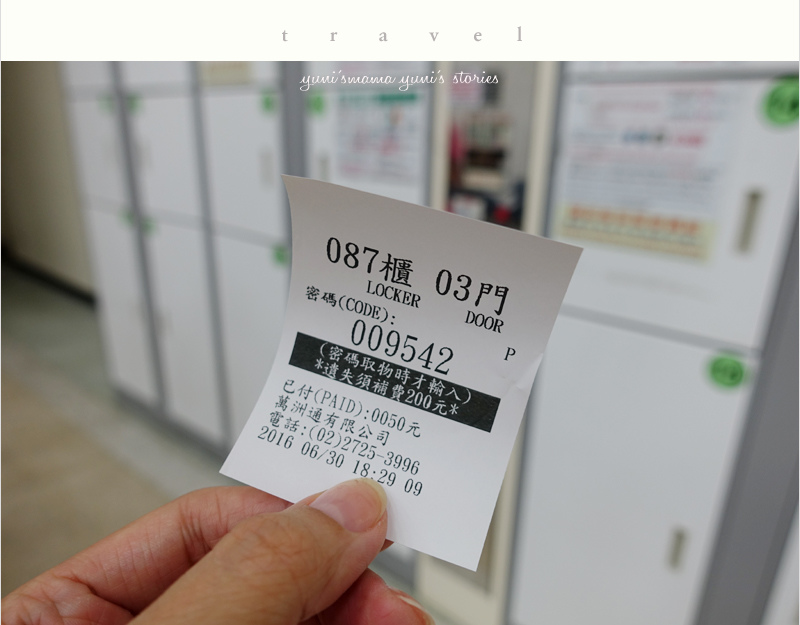 travel
yuni'smama yuni's stories
087櫃 03門
LOCKER DOOR
密碼(CODE):
009542 P
(密碼取物時才輸入)
*遺失須補費200元*
已付(PAID):0050元
萬洲通有限公司
電話:(02)2725-3996
2016 06/30 18:29 09